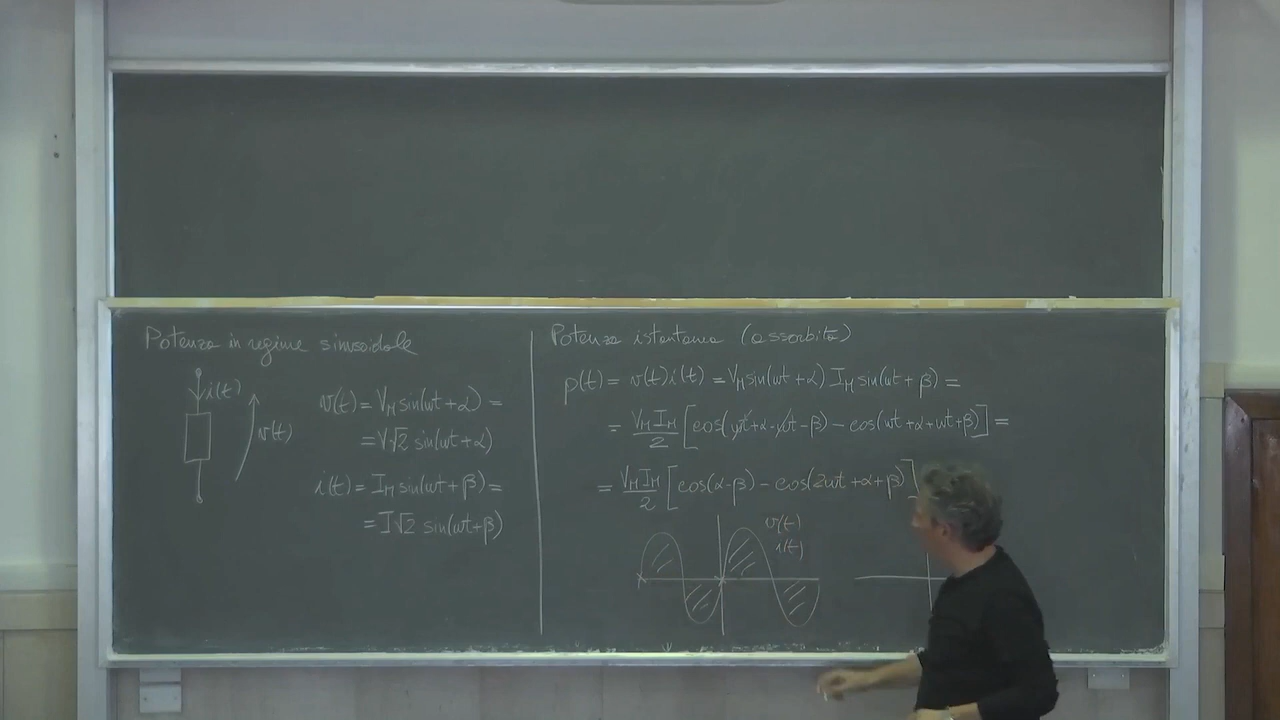 Potenza in regime sinusoidale
i(t)
v(t)
v(t) = V_M sin(ωt + α) =
= V√2 sin(ωt + α)
i(t) = I_M sin(ωt + β) =
= I√2 sin(ωt + β)
Potenza istantanea (assorbita)
p(t) = v(t) i(t) = V_M sin(ωt + α) I_M sin(ωt + β) =
= V_M I_M / 2 [cos(ωt + α - ωt - β) - cos(ωt + α + ωt + β)] =
= V_M I_M / 2 [cos(α - β) - cos(2ωt + α + β)]
v(t)
i(t)